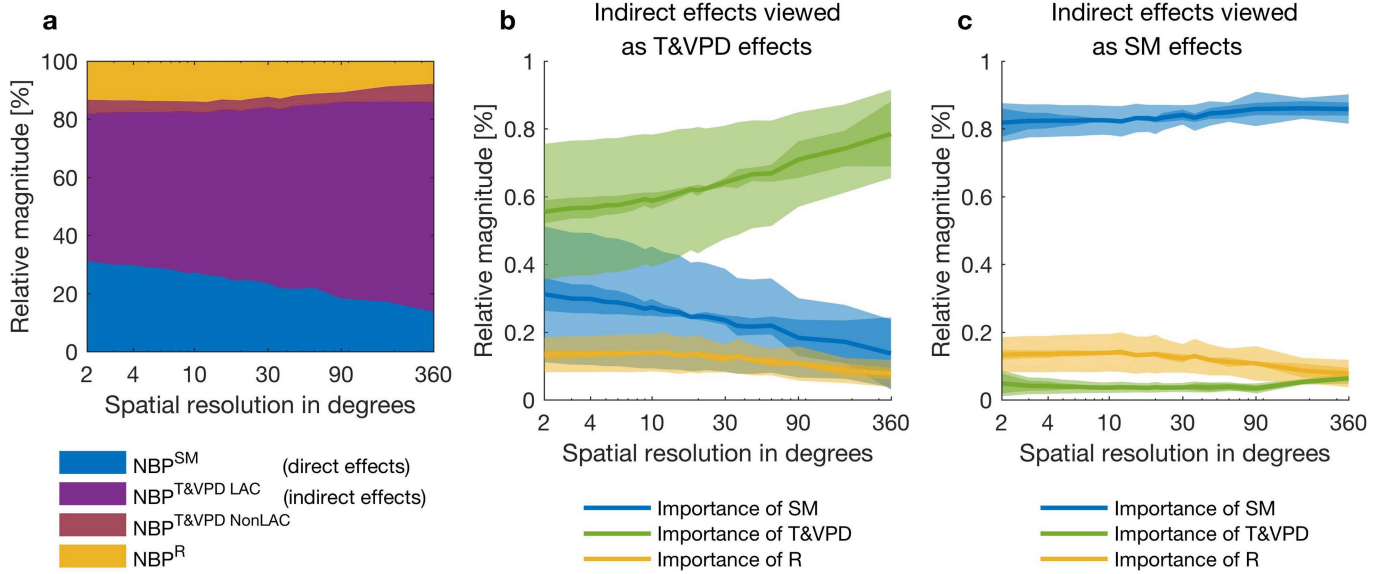 a
100
80
60
40
20
0
Relative magnitude [%]
2 4 10 30 90 360
Spatial resolution in degrees
NBP^SM (direct effects)
NBP^T&VPD LAC (indirect effects)
NBP^T&VPD NonLAC
NBP^R
b
Indirect effects viewed
as T&VPD effects
1
0.8
0.6
0.4
0.2
0
Relative magnitude [%]
2 4 10 30 90 360
Spatial resolution in degrees
Importance of SM
Importance of T&VPD
Importance of R
c
Indirect effects viewed
as SM effects
1
0.8
0.6
0.4
0.2
0
Relative magnitude [%]
2 4 10 30 90 360
Spatial resolution in degrees
Importance of SM
Importance of T&VPD
Importance of R